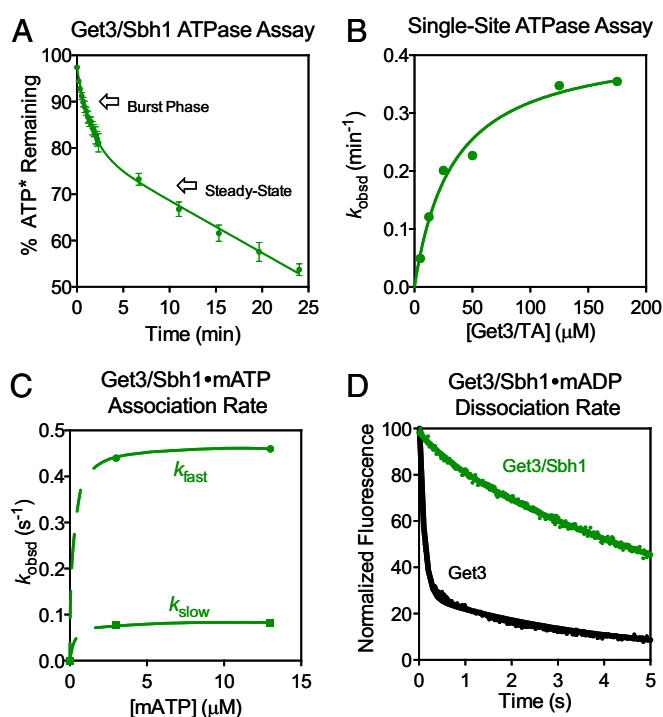 A
Get3/Sbh1 ATPase Assay
% ATP* Remaining
100
90
80
70
60
50
Burst Phase
Steady-State
0
5
10
15
20
25
Time (min)
B
Single-Site ATPase Assay
kobsd (min-1)
0.4
0.3
0.2
0.1
0.0
0
50
100
150
200
[Get3/TA] (μM)
C
Get3/Sbh1•mATP
Association Rate
kobsd (s-1)
0.5
0.4
0.3
0.2
0.1
0.0
kfast
kslow
0
5
10
15
[mATP] (μM)
D
Get3/Sbh1•mADP
Dissociation Rate
Normalized Fluorescence
100
80
60
40
20
0
Get3/Sbh1
Get3
0
1
2
3
4
5
Time (s)